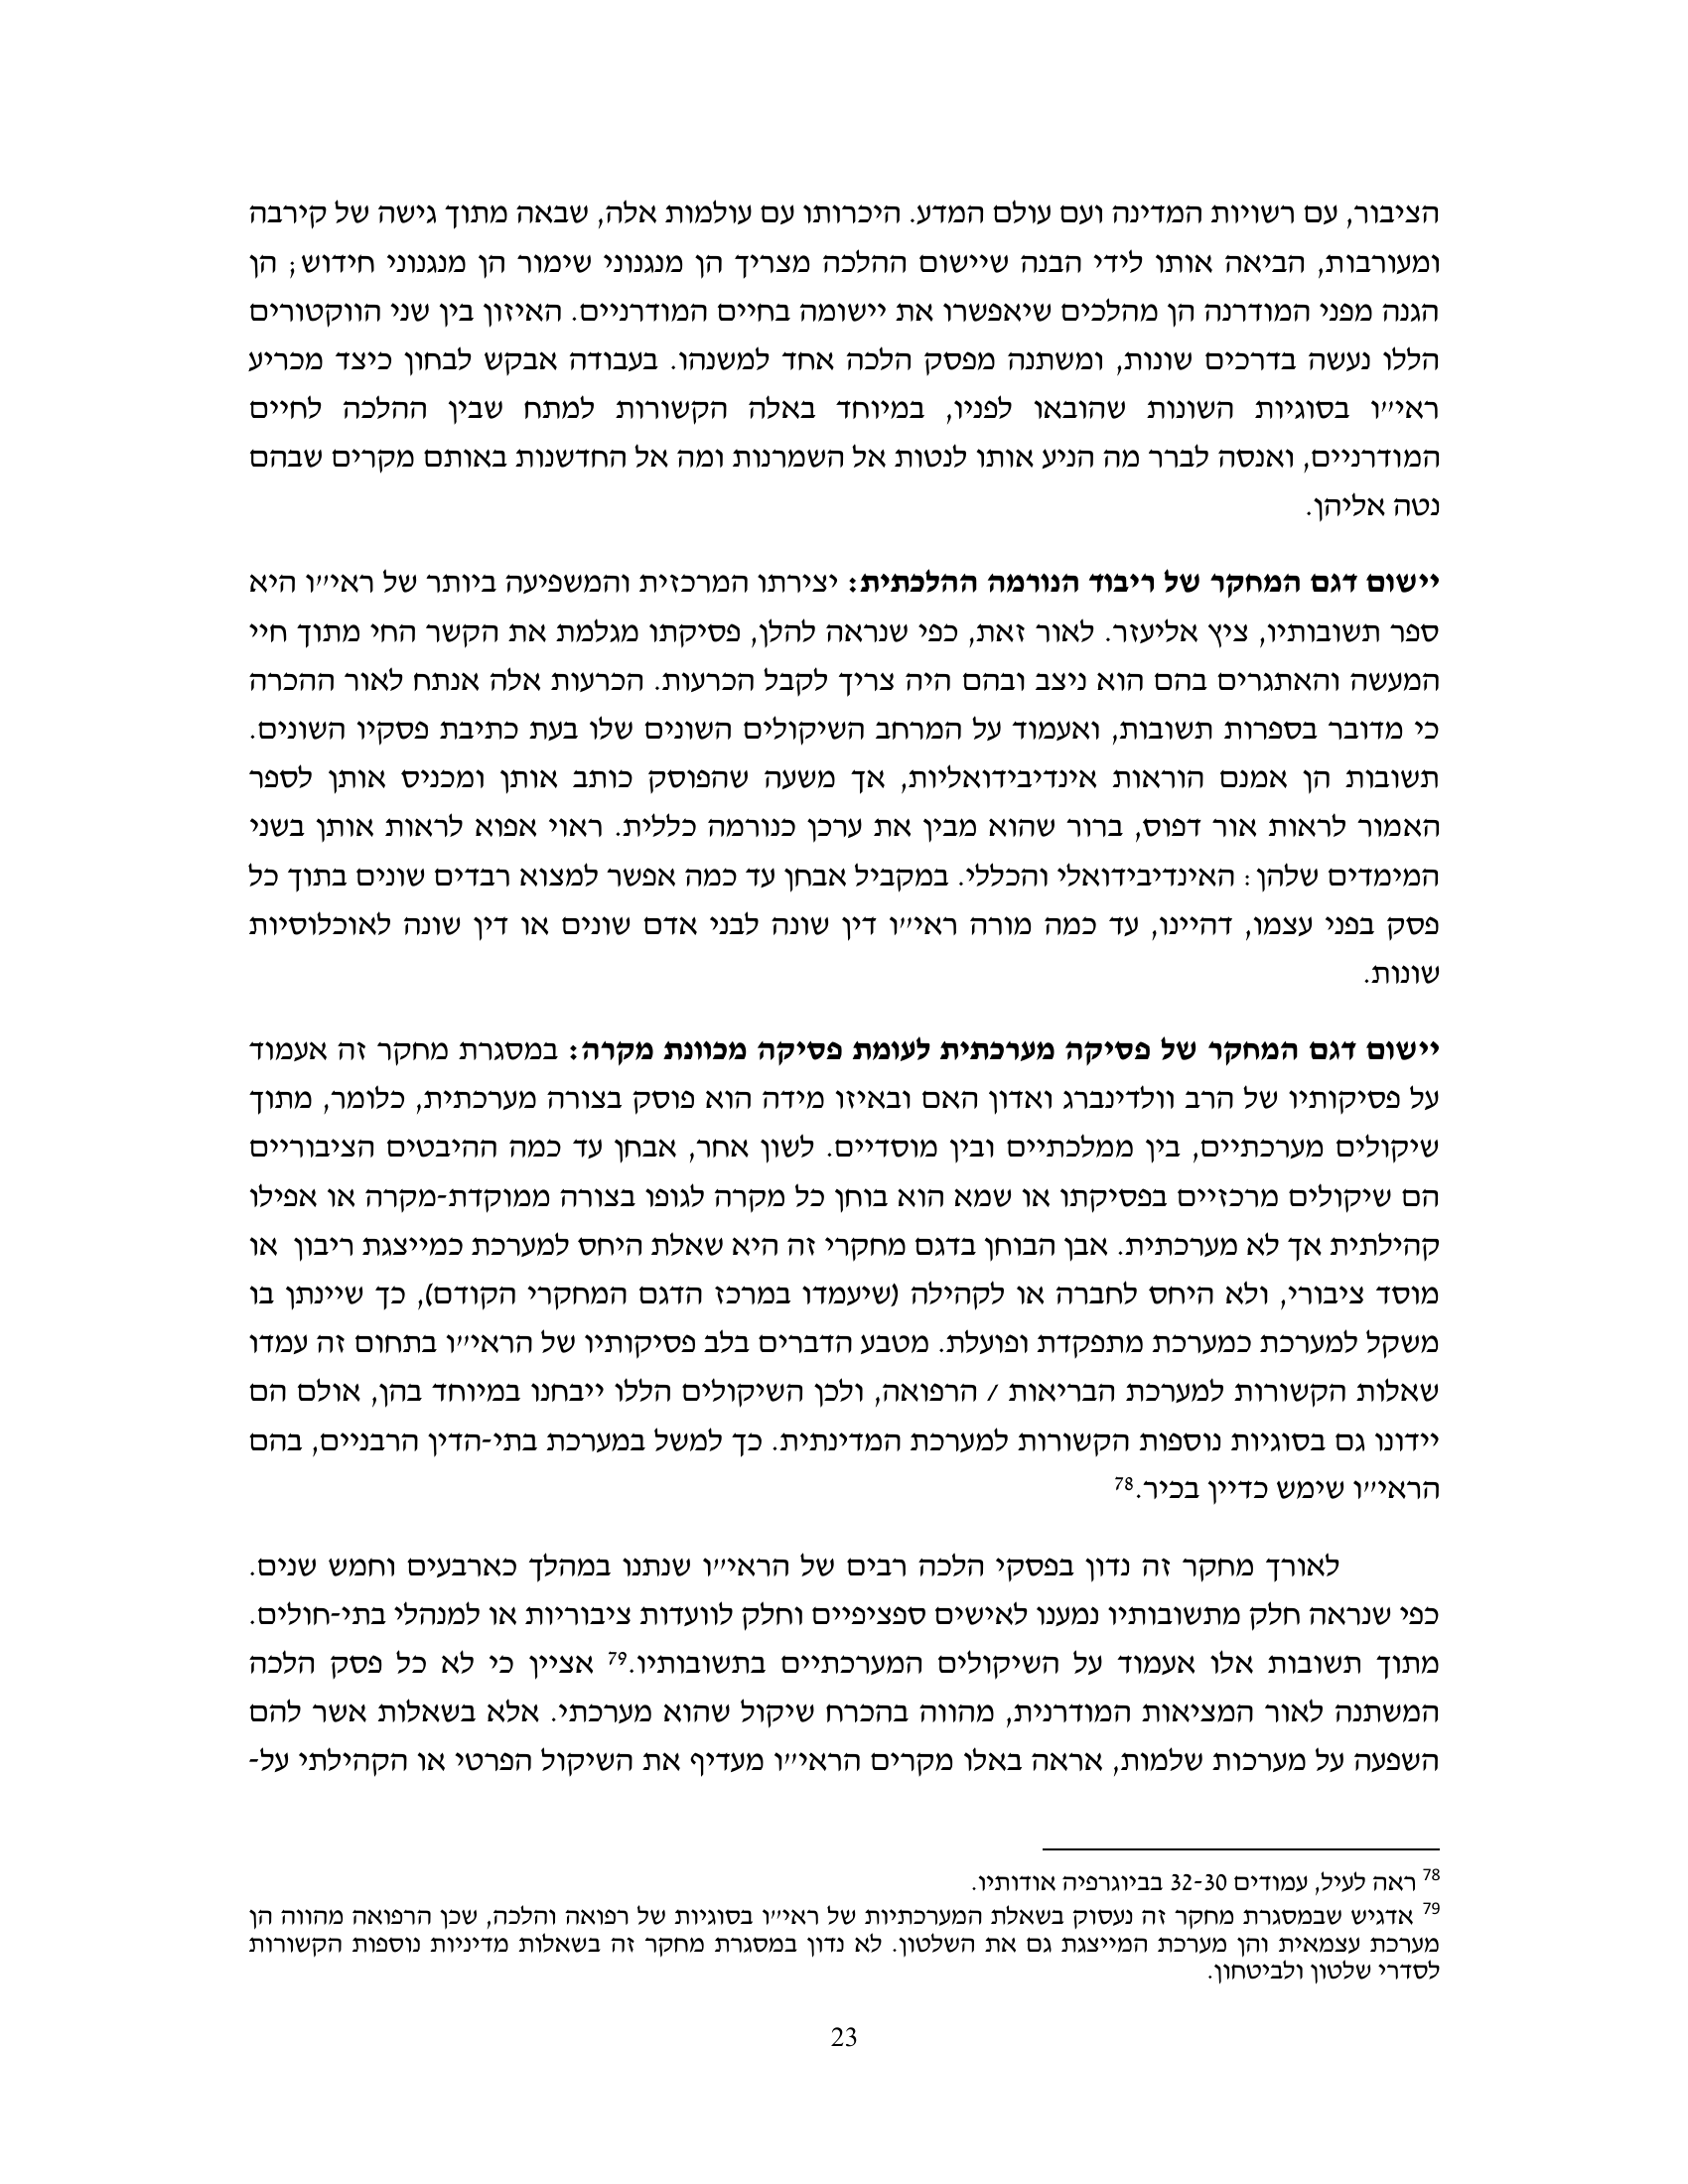 הציבור, עם רשויות המדינה ועם עולם המדע. היכרותו עם עולמות אלה, שבאה מתוך גישה של קירבה
ומעורבות, הביאה אותו לידי הבנה שיישום ההלכה מצריך הן מנגנוני שימור הן מנגנוני חידוש; הן
הגנה מפני המודרנה הן מהלכים שיאפשרו את יישומה בחיים המודרניים. האיזון בין שני הווקטורים
הללו נעשה בדרכים שונות, ומשתנה מפסק הלכה אחד למשנהו. בעבודה אבקש לבחון כיצד מכריע
ראי״ו בסוגיות השונות שהובאו לפניו, במיוחד באלה הקשורות למתח שבין ההלכה לחיים
המודרניים, ואנסה לברר מה הניע אותו לנטות אל השמרנות ומה אל החדשנות באותם מקרים שבהם
נטה אליהן.
יישום דגם המחקר של ריבוד הנורמה ההלכתית: יצירתו המרכזית והמשפיעה ביותר של ראי״ו היא
ספר תשובותיו, ציץ אליעזר. לאור זאת, כפי שנראה להלן, פסיקתו מגלמת את הקשר החי מתוך חיי
המעשה והאתגרים בהם הוא ניצב ובהם היה צריך לקבל הכרעות. הכרעות אלה אנתח לאור ההכרה
כי מדובר בספרות תשובות, ואעמוד על המרחב השיקולים השונים שלו בעת כתיבת פסקיו השונים.
תשובות הן אמנם הוראות אינדיבידואליות, אך משעה שהפוסק כותב אותן ומכניס אותן לספר
האמור לראות אור דפוס, ברור שהוא מבין את ערכן כנורמה כללית. ראוי אפוא לראות אותן בשני
המימדים שלהן: האינדיבידואלי והכללי. במקביל אבחן עד כמה אפשר למצוא רבדים שונים בתוך כל
פסק בפני עצמו, דהיינו, עד כמה מורה ראי״ו דין שונה לבני אדם שונים או דין שונה לאוכלוסיות
שונות.
יישום דגם המחקר של פסיקה מערכתית לעומת פסיקה מכוונת מקרה: במסגרת מחקר זה אעמוד
על פסיקותיו של הרב וולדינברג ואדון האם ובאיזו מידה הוא פוסק בצורה מערכתית, כלומר, מתוך
שיקולים מערכתיים, בין ממלכתיים ובין מוסדיים. לשון אחר, אבחן עד כמה ההיבטים הציבוריים
הם שיקולים מרכזיים בפסיקתו או שמא הוא בוחן כל מקרה לגופו בצורה ממוקדת-מקרה או אפילו
קהילתית אך לא מערכתית. אבן הבוחן בדגם מחקרי זה היא שאלת היחס למערכת כמייצגת ריבון או
מוסד ציבורי, ולא היחס לחברה או לקהילה (שיעמדו במרכז הדגם המחקרי הקודם), כך שיינתן בו
משקל למערכת כמערכת מתפקדת ופועלת. מטבע הדברים בלב פסיקותיו של הראי״ו בתחום זה עמדו
שאלות הקשורות למערכת הבריאות / הרפואה, ולכן השיקולים הללו ייבחנו במיוחד בהן, אולם הם
יידונו גם בסוגיות נוספות הקשורות למערכת המדינתית. כך למשל במערכת בתי-הדין הרבניים, בהם
הראי״ו שימש כדיין בכיר.78
לאורך מחקר זה נדון בפסקי הלכה רבים של הראי״ו שנתנו במהלך כארבעים וחמש שנים.
כפי שנראה חלק מתשובותיו נמענו לאישים ספציפיים וחלק לוועדות ציבוריות או למנהלי בתי-חולים.
מתוך תשובות אלו אעמוד על השיקולים המערכתיים בתשובותיו.79 אציין כי לא כל פסק הלכה
המשתנה לאור המציאות המודרנית, מהווה בהכרח שיקול שהוא מערכתי. אלא בשאלות אשר להם
השפעה על מערכות שלמות, אראה באלו מקרים הראי״ו מעדיף את השיקול הפרטי או הקהילתי על-
78 ראה לעיל, עמודים 32-30 בביוגרפיה אודותיו.
79 אדגיש שבמסגרת מחקר זה נעסוק בשאלת המערכתיות של ראי״ו בסוגיות של רפואה והלכה, שכן הרפואה מהווה הן
מערכת עצמאית והן מערכת המייצגת גם את השלטון. לא נדון במסגרת מחקר זה בשאלות מדיניות נוספות הקשורות
לסדרי שלטון ולביטחון.
23